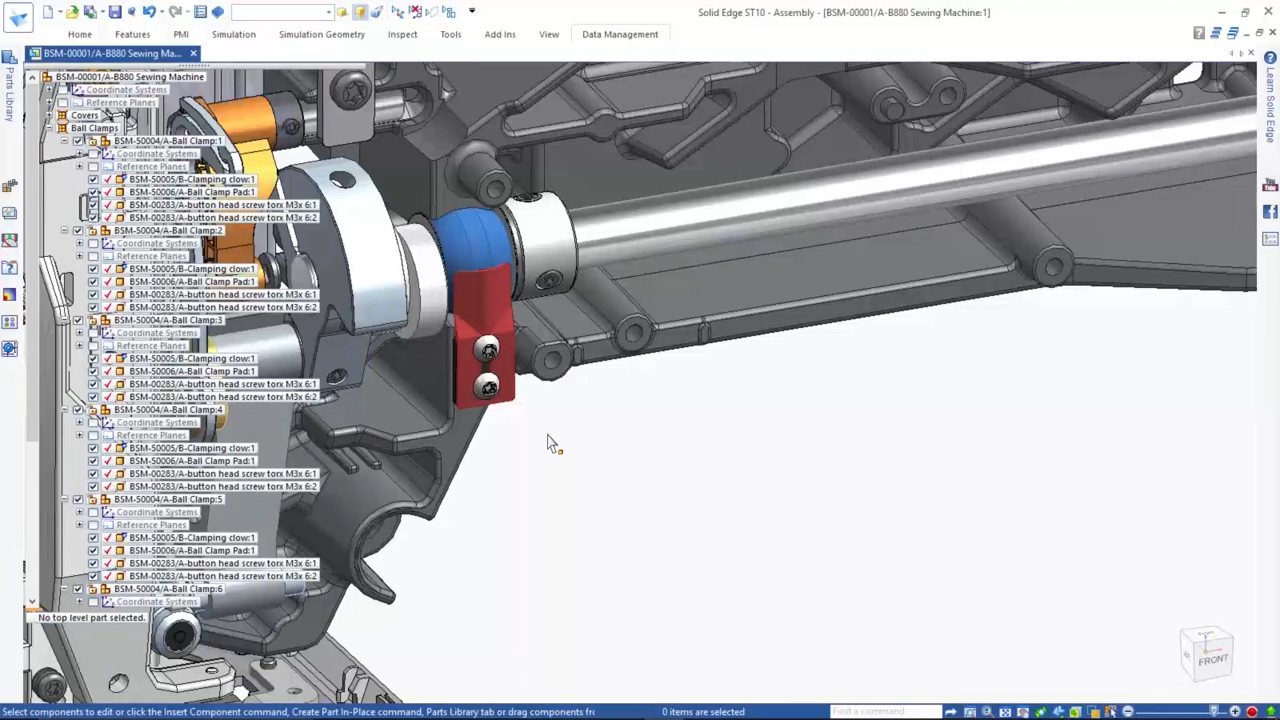 Solid Edge ST10 - Assembly - [BSM-00001/A-B880 Sewing Machine:1]
Home
Features
PMI
Simulation
Simulation Geometry
Inspect
Tools
Add Ins
View
Data Management
BSM-00001/A-B880 Sewing Ma...
BSM-00001/A-B880 Sewing Machine
Coordinate Systems
Reference Planes
Covers
Ball Clamps
BSM-50004/A-Ball Clamp:1
Coordinate Systems
Reference Planes
BSM-50005/B-Clamping clow:1
BSM-50006/A-Ball Clamp Pad:1
BSM-00283/A-button head screw torx M3x 6:1
BSM-00283/A-button head screw torx M3x 6:2
BSM-50004/A-Ball Clamp:2
Coordinate Systems
Reference Planes
BSM-50005/B-Clamping clow:1
BSM-50006/A-Ball Clamp Pad:1
BSM-00283/A-button head screw torx M3x 6:1
BSM-00283/A-button head screw torx M3x 6:2
BSM-50004/A-Ball Clamp:3
Coordinate Systems
Reference Planes
BSM-50005/B-Clamping clow:1
BSM-50006/A-Ball Clamp Pad:1
BSM-00283/A-button head screw torx M3x 6:1
BSM-00283/A-button head screw torx M3x 6:2
BSM-50004/A-Ball Clamp:4
Coordinate Systems
Reference Planes
BSM-50005/B-Clamping clow:1
BSM-50006/A-Ball Clamp Pad:1
BSM-00283/A-button head screw torx M3x 6:1
BSM-00283/A-button head screw torx M3x 6:2
BSM-50004/A-Ball Clamp:5
Coordinate Systems
Reference Planes
BSM-50005/B-Clamping clow:1
BSM-50006/A-Ball Clamp Pad:1
BSM-00283/A-button head screw torx M3x 6:1
BSM-00283/A-button head screw torx M3x 6:2
BSM-50004/A-Ball Clamp:6
Coordinate Systems
No top level part selected.
Parts Library
Learn Solid Edge
You
FRONT
Select components to edit or click the Insert Component command, Create Part In-Place command, Parts Library tab or drag components fr
0 items are selected
Find a command